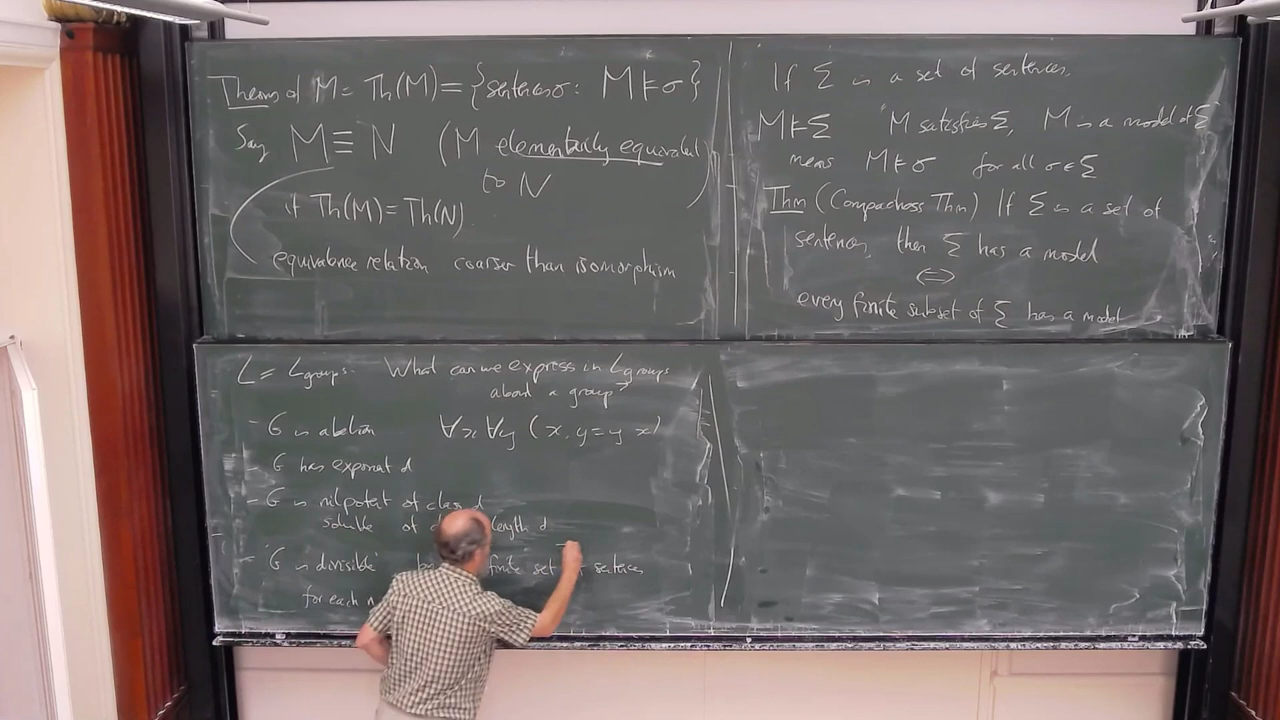 Theory of M = Th(M) = {sentences σ: M ⊨ σ}
Say M ≡ N (M elementarily equivalent
to N)
if Th(M) = Th(N)
equivalence relation coarser than isomorphism
If Σ is a set of sentences,
M ⊨ Σ "M satisfies Σ, M is a model of Σ"
means M ⊨ σ for all σ ∈ Σ
Thm (Compactness Thm) If Σ is a set of
sentences, then Σ has a model
⇔
every finite subset of Σ has a model
L = Lgroups. What can we express in Lgroups
about a group?
- G is abelian ∀x ∀y (x.y = y.x)
- G has exponent d
- G is nilpotent of class d
soluble of length d
- G is divisible by finite set sentences
for each n